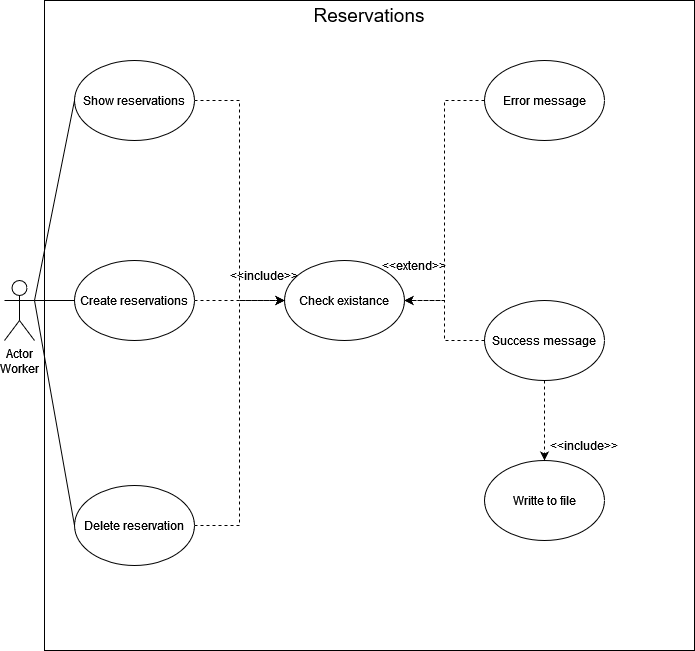 Reservations
Show reservations
Error message
<<include>>
<<extend>>
Create reservations
Check existance
Success message
Actor
Worker
<<include>>
Delete reservation
Writte to file